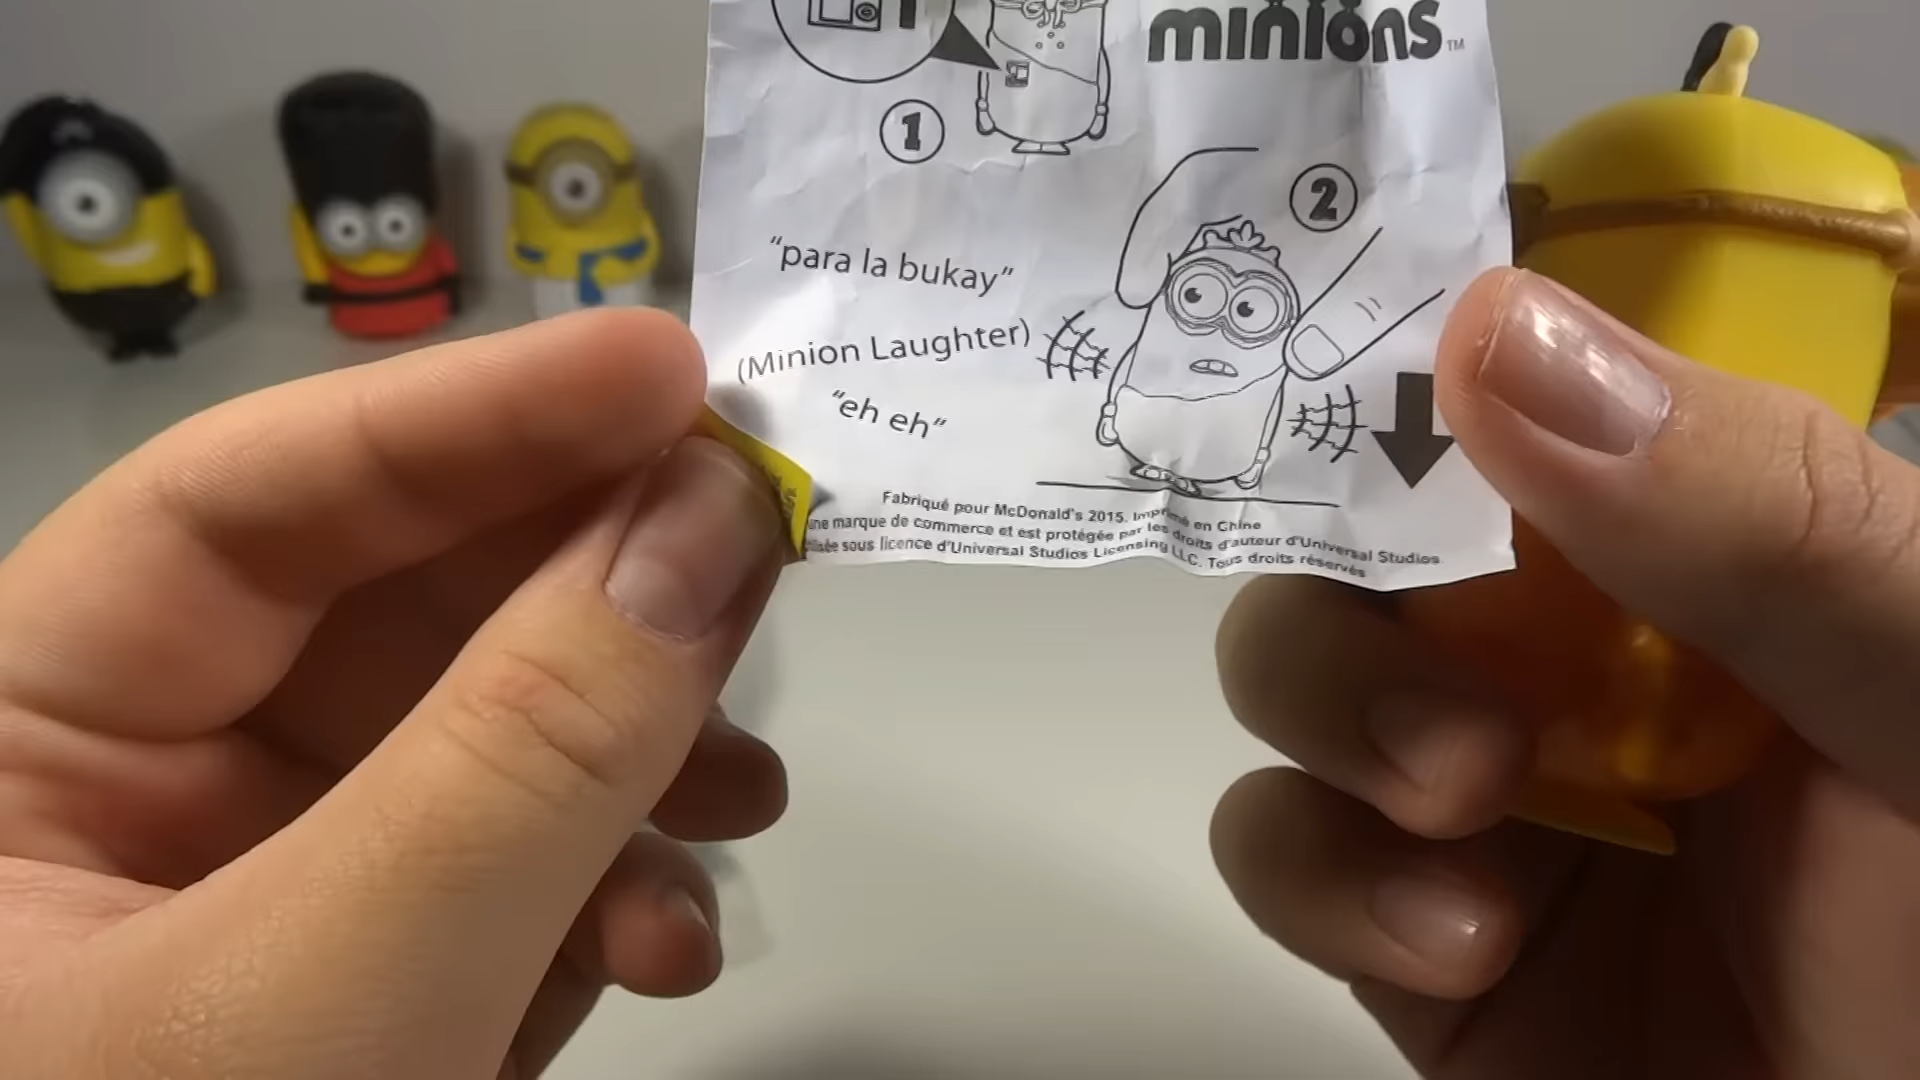 minions™
1
2
"para la bukay"
(Minion Laughter)
"eh eh"
Fabriqué pour McDonald's 2015. Imprimé en Chine
une marque de commerce et est protégée par les droits d'auteur d'Universal Studios
sous licence d'Universal Studios Licensing LLC. Tous droits réservés